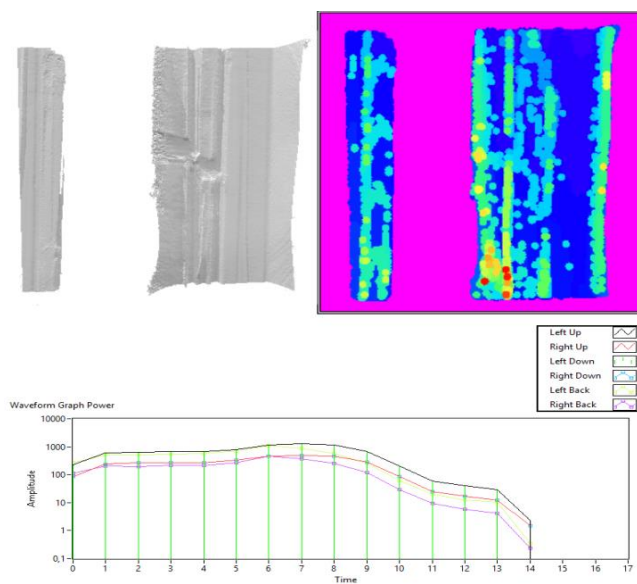 Left Up
Right Up
Left Down
Right Down
Left Back
Right Back
Waveform Graph Power
Amplitude
10000
1000
100
10
1
0,1
0 1 2 3 4 5 6 7 8 9 10 11 12 13 14 15 16 17
Time